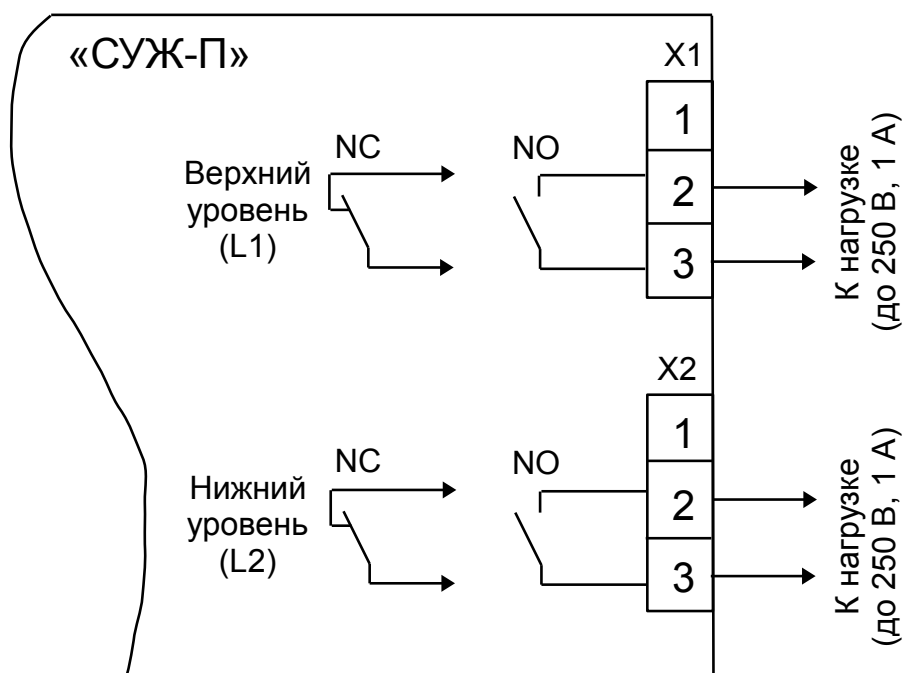 «СУЖ-П»
X1
1
2
3
NC
NO
Верхний
уровень
(L1)
К нагрузке
(до 250 В, 1 А)
X2
1
2
3
NC
NO
Нижний
уровень
(L2)
К нагрузке
(до 250 В, 1 А)